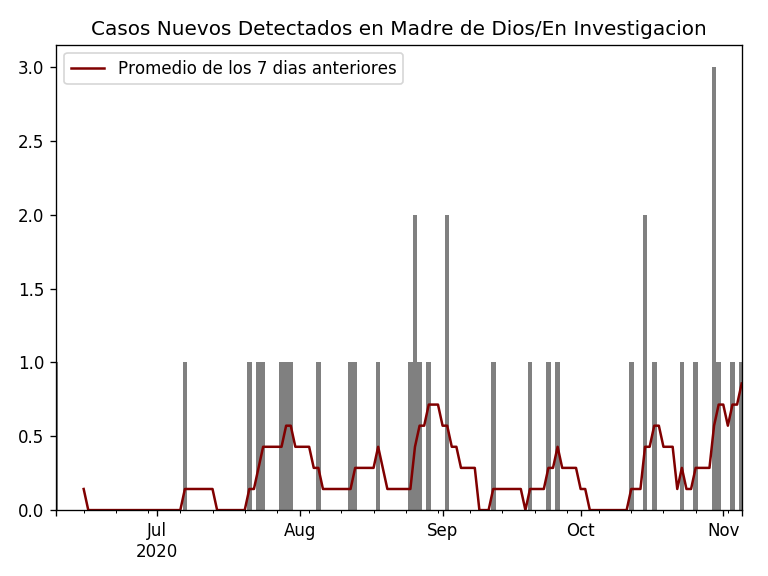 Casos Nuevos Detectados en Madre de Dios/En Investigacion
Promedio de los 7 dias anteriores
3.0
2.5
2.0
1.5
1.0
0.5
0.0
Jul Aug Sep Oct Nov
2020